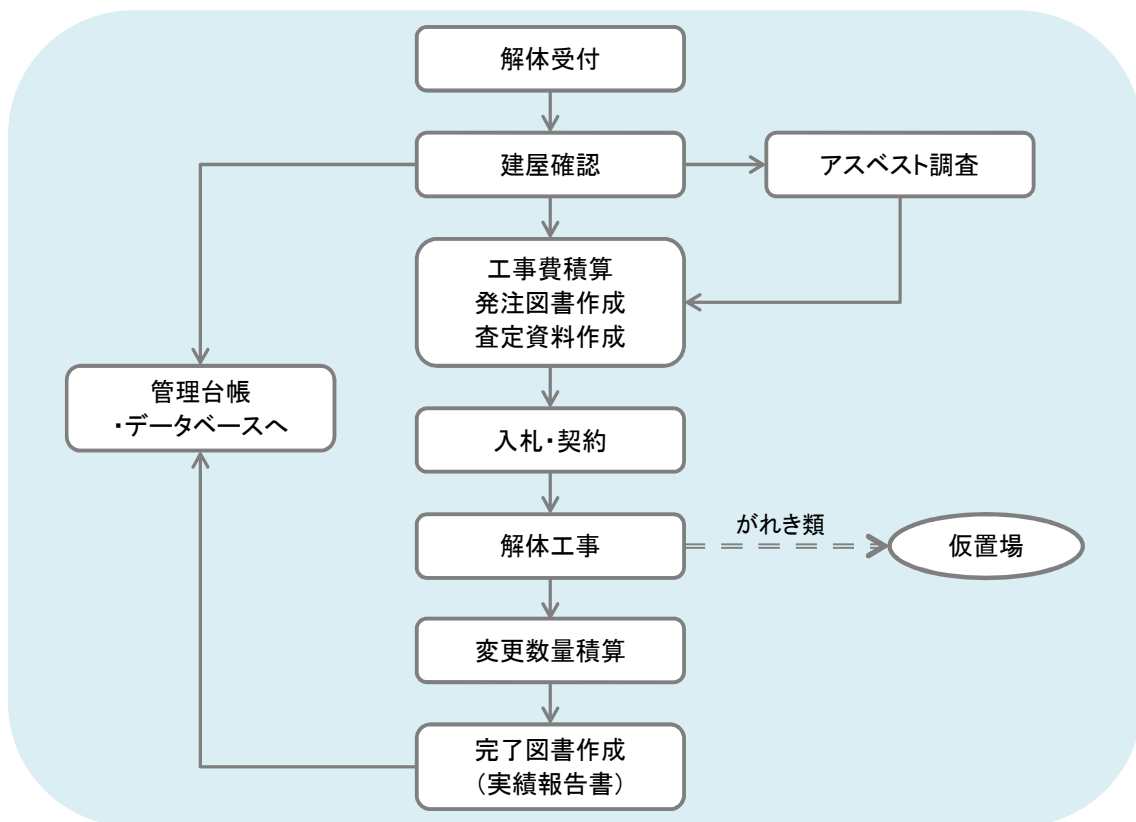 解体受付
建屋確認
アスベスト調査
工事費積算
発注図書作成
査定資料作成
管理台帳
・データベースへ
入札・契約
解体工事
がれき類
仮置場
変更数量積算
完了図書作成
（実績報告書）